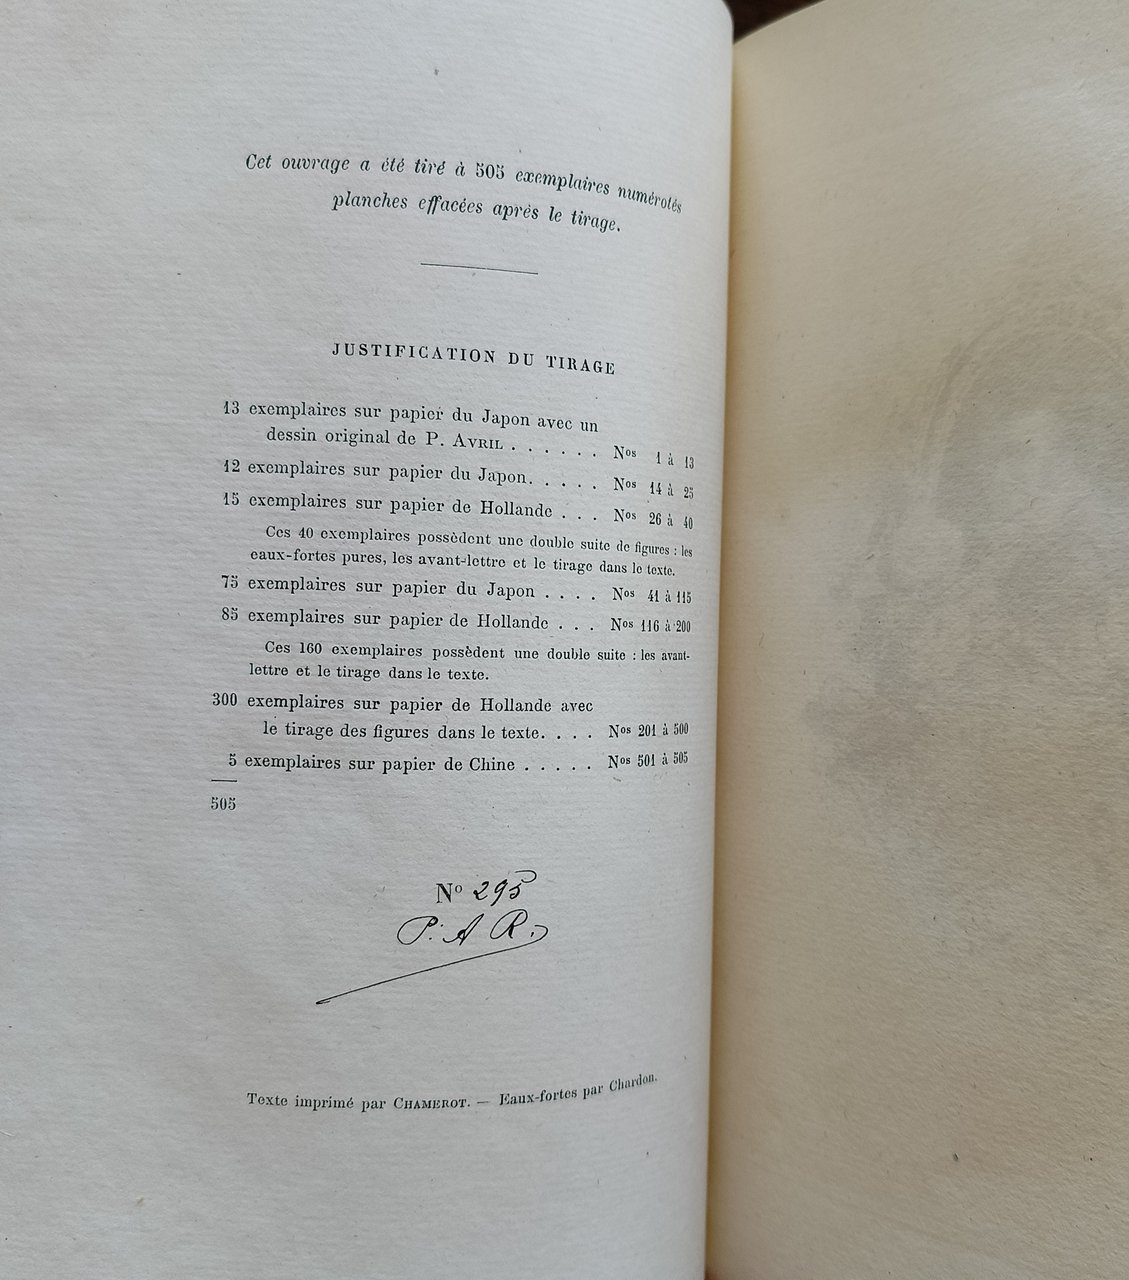 Cet ouvrage a été tiré à 505 exemplaires numérotés
planches effacées après le tirage.
JUSTIFICATION DU TIRAGE
13 exemplaires sur papier du Japon avec un
dessin original de P. AVRIL . . . . . . Nos 1 à 13
12 exemplaires sur papier du Japon. . . . . Nos 14 à 25
15 exemplaires sur papier de Hollande . . . Nos 26 à 40
Ces 40 exemplaires possèdent une double suite de figures : les
eaux-fortes pures, les avant-lettre et le tirage dans le texte.
75 exemplaires sur papier du Japon . . . . Nos 41 à 115
85 exemplaires sur papier de Hollande . . . Nos 116 à 200
Ces 160 exemplaires possèdent une double suite : les avant-
lettre et le tirage dans le texte.
300 exemplaires sur papier de Hollande avec
le tirage des figures dans le texte. . . . Nos 201 à 500
5 exemplaires sur papier de Chine . . . . . Nos 501 à 505
505
No 295
P. A R.
Texte imprimé par CHAMEROT. — Eaux-fortes par Chardon.